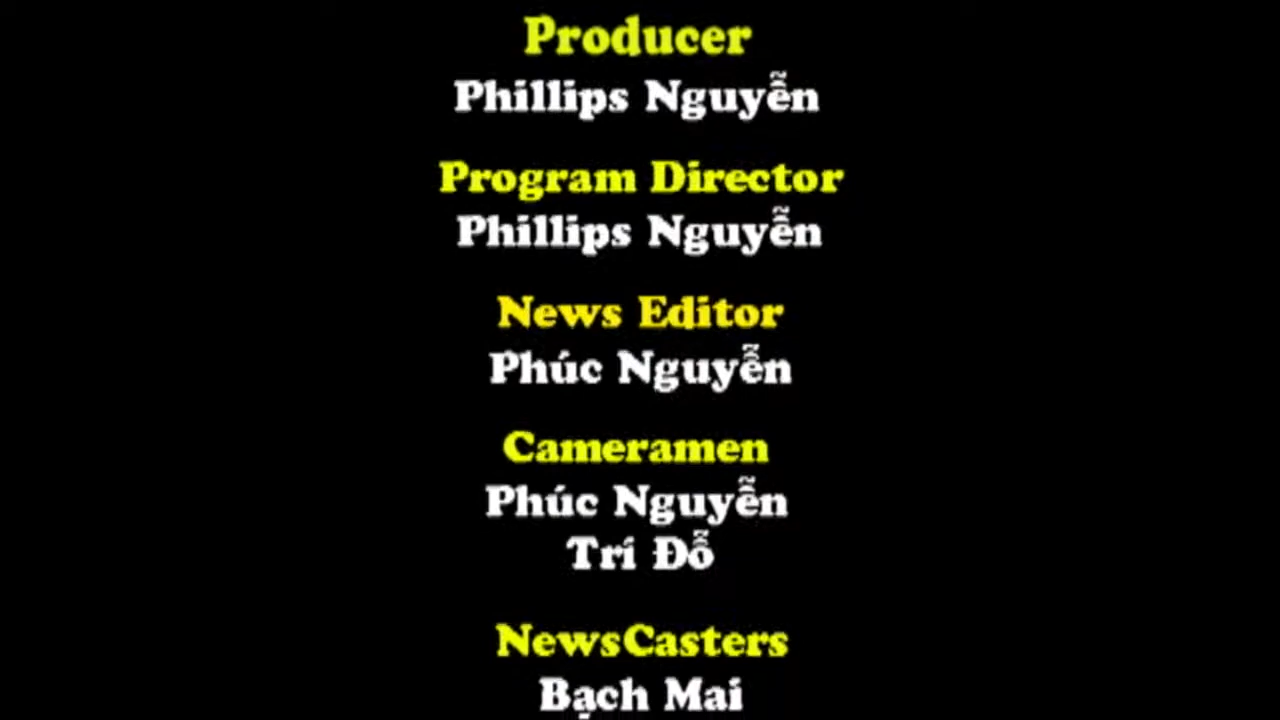 Producer
Phillips Nguyễn
Program Director
Phillips Nguyễn
News Editor
Phúc Nguyễn
Cameramen
Phúc Nguyễn
Trí Đỗ
NewsCasters
Bạch Mai